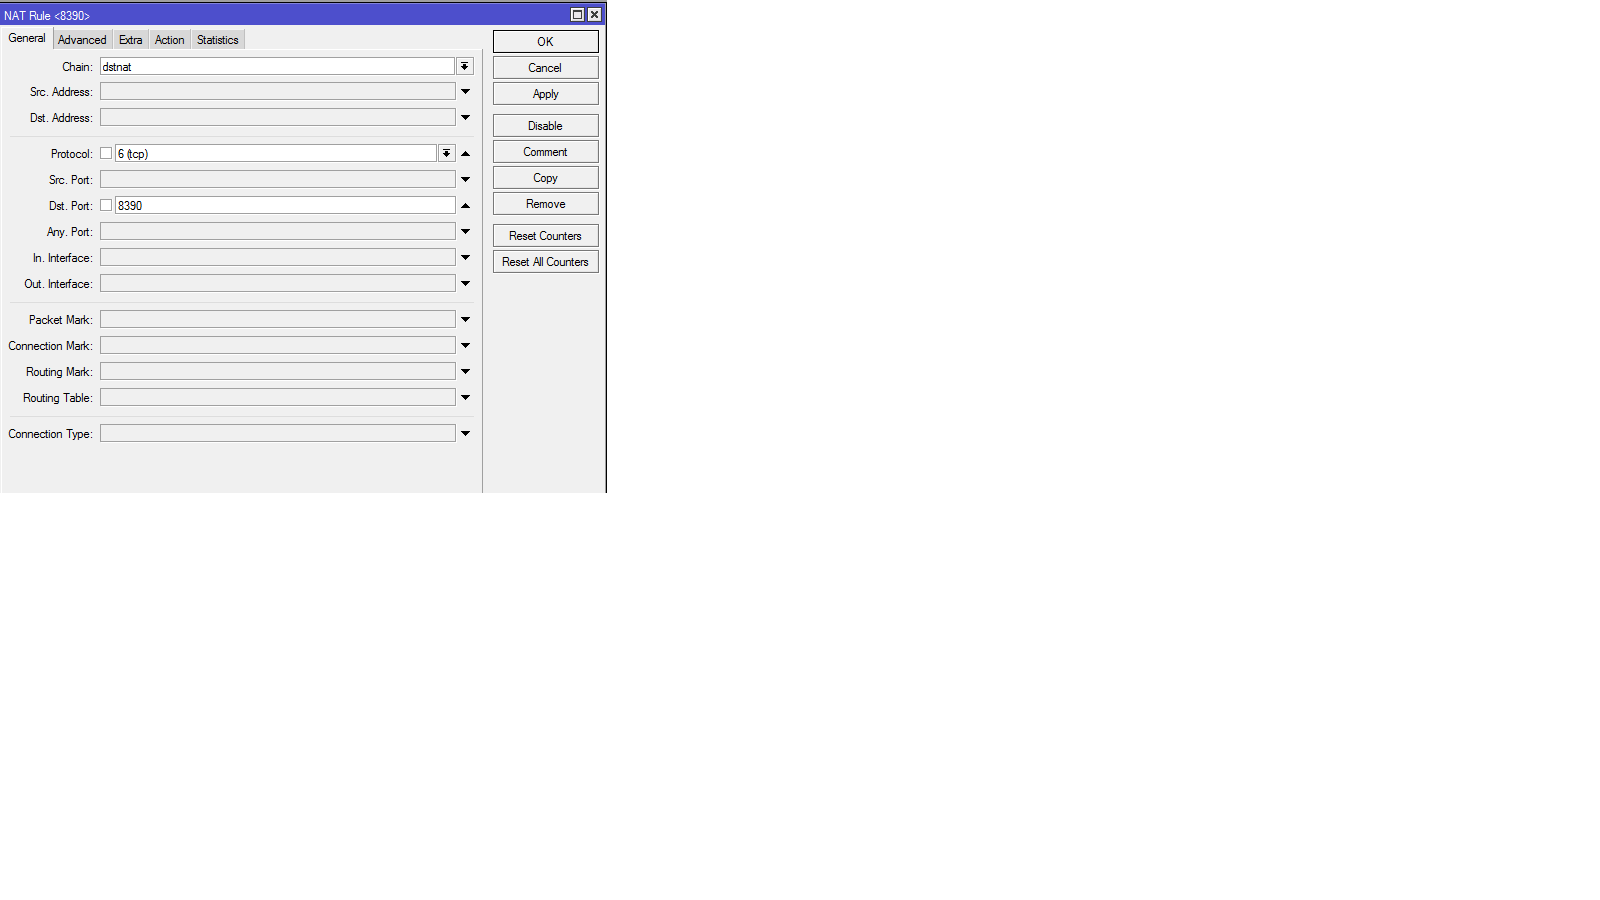 NAT Rule <8390>
General Advanced Extra Action Statistics
Chain: dstnat
Src. Address:
Dst. Address:
Protocol: 6 (tcp)
Src. Port:
Dst. Port: 8390
Any. Port:
In. Interface:
Out. Interface:
Packet Mark:
Connection Mark:
Routing Mark:
Routing Table:
Connection Type:
OK
Cancel
Apply
Disable
Comment
Copy
Remove
Reset Counters
Reset All Counters